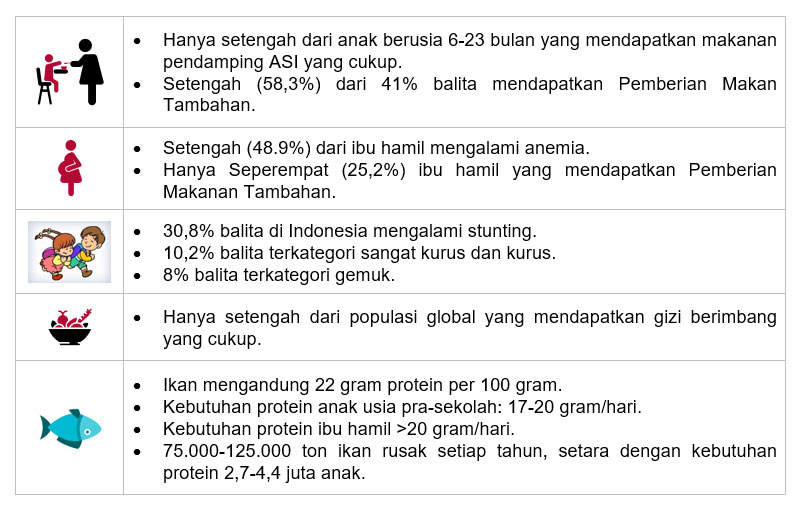 • Hanya setengah dari anak berusia 6-23 bulan yang mendapatkan makanan
pendamping ASI yang cukup.
• Setengah (58,3%) dari 41% balita mendapatkan Pemberian Makan
Tambahan.
• Setengah (48.9%) dari ibu hamil mengalami anemia.
• Hanya Seperempat (25,2%) ibu hamil yang mendapatkan Pemberian
Makanan Tambahan.
• 30,8% balita di Indonesia mengalami stunting.
• 10,2% balita terkategori sangat kurus dan kurus.
• 8% balita terkategori gemuk.
• Hanya setengah dari populasi global yang mendapatkan gizi berimbang
yang cukup.
• Ikan mengandung 22 gram protein per 100 gram.
• Kebutuhan protein anak usia pra-sekolah: 17-20 gram/hari.
• Kebutuhan protein ibu hamil >20 gram/hari.
• 75.000-125.000 ton ikan rusak setiap tahun, setara dengan kebutuhan
protein 2,7-4,4 juta anak.